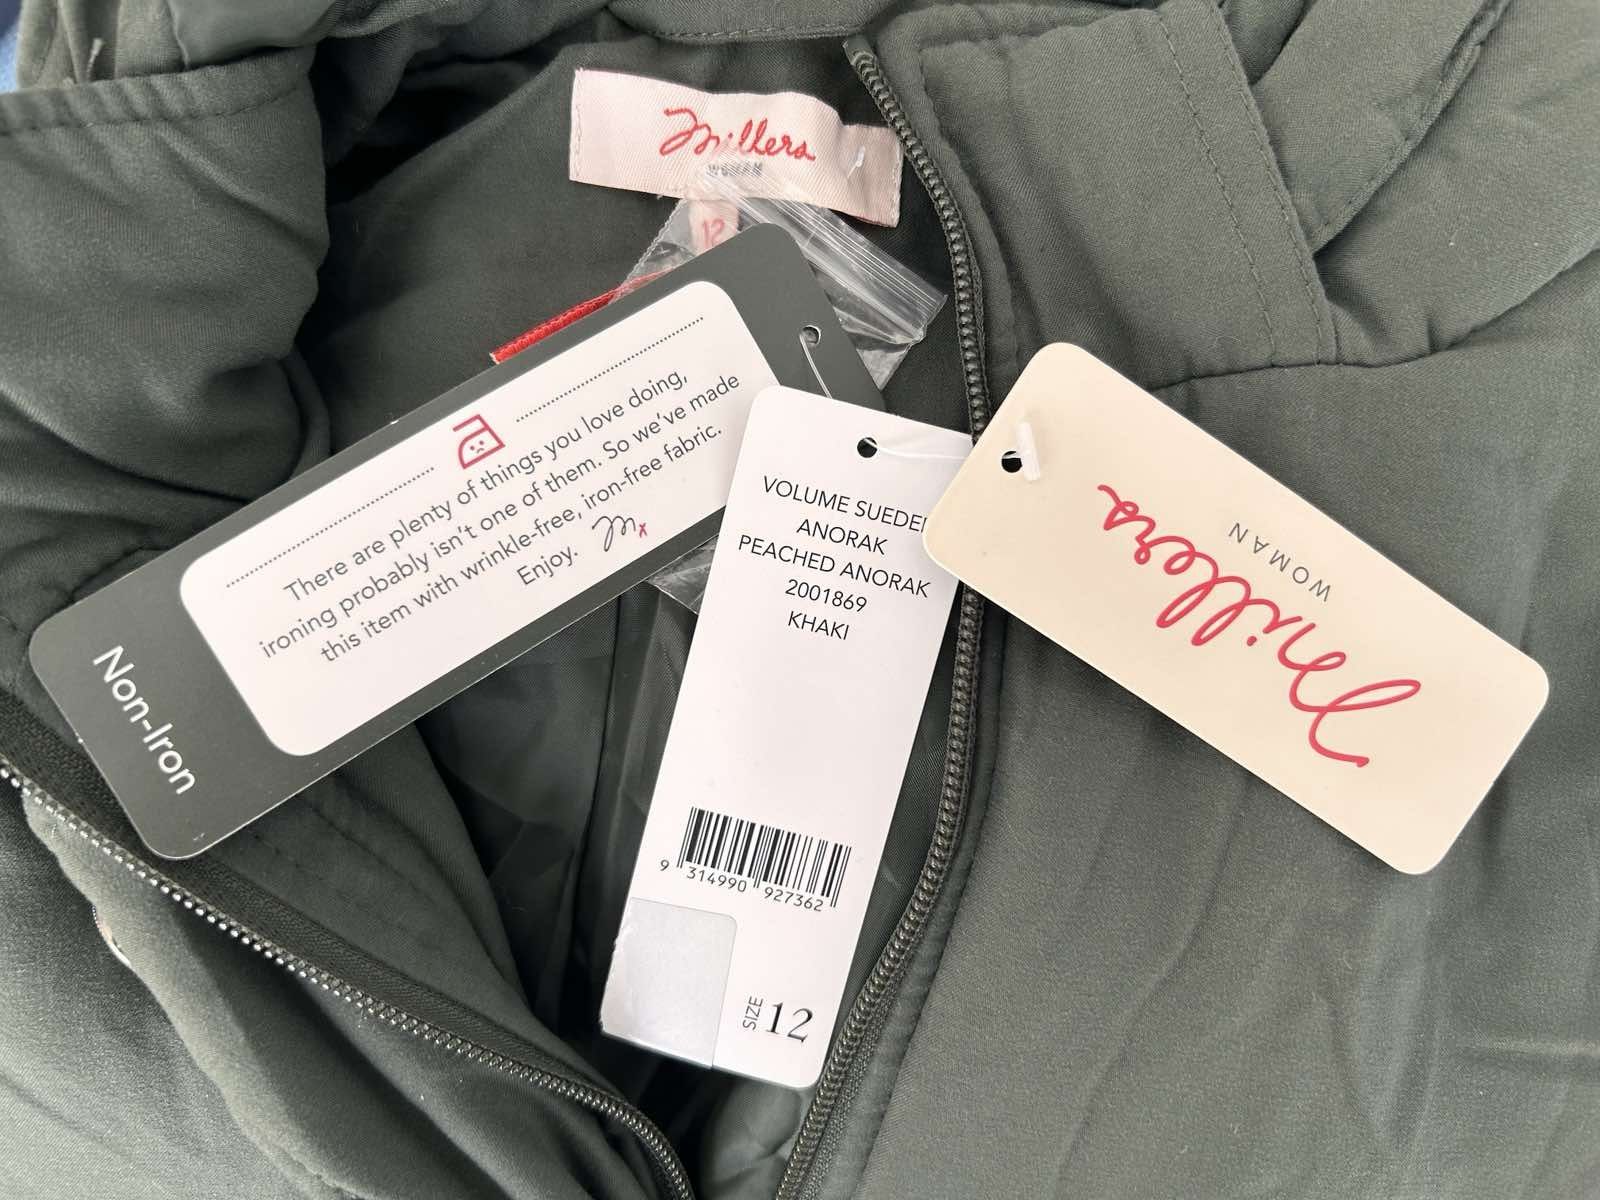 Millers
WOMAN
12
There are plenty of things you love doing,
ironing probably isn't one of them. So we've made
this item with wrinkle-free, iron-free fabric.
Enjoy. Mx
Non-Iron
VOLUME SUEDE
ANORAK
PEACHED ANORAK
2001869
KHAKI
9 314990 927362
SIZE 12
Millers
WOMAN